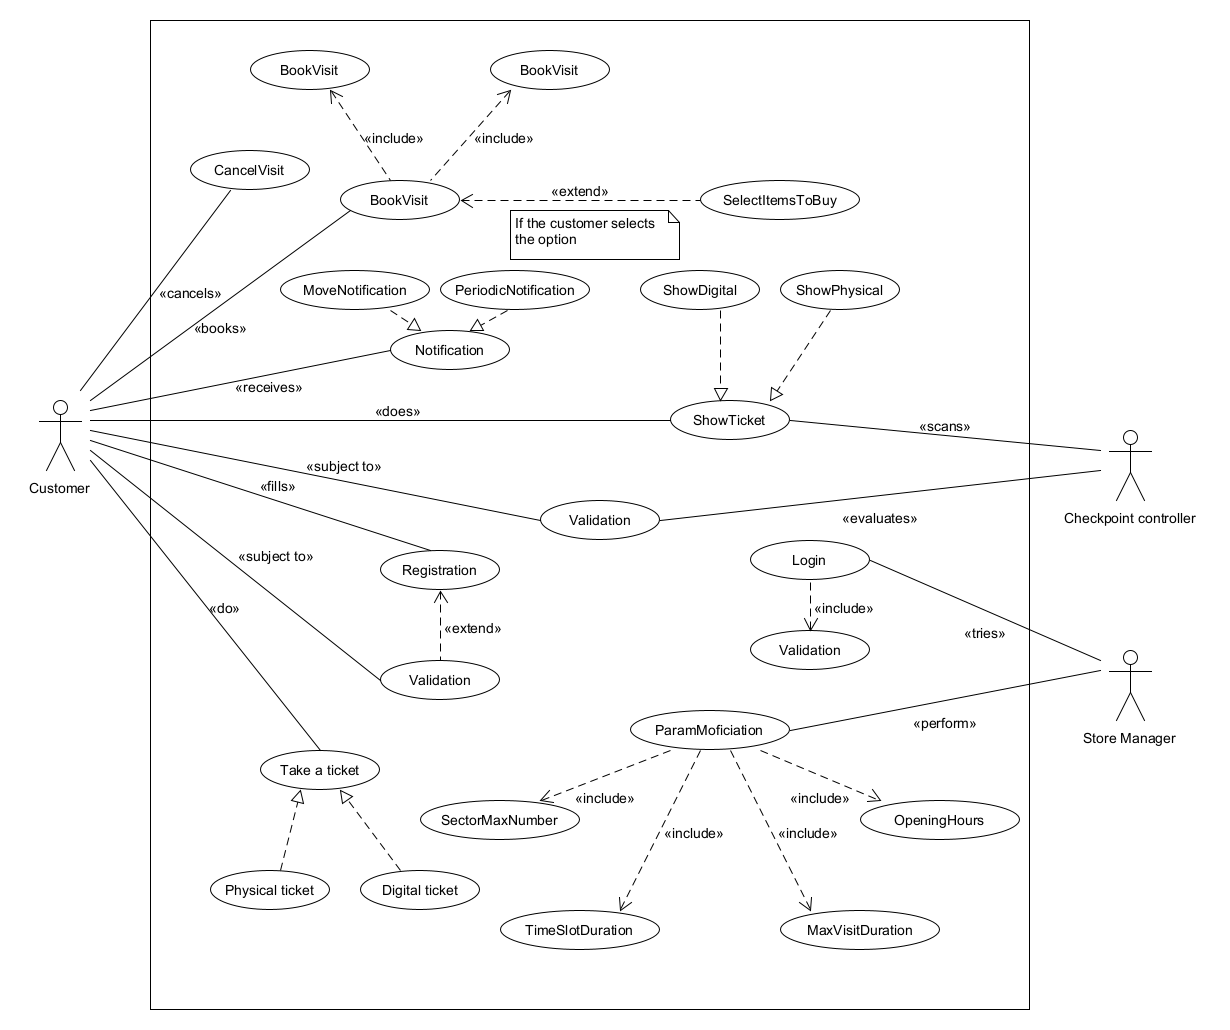 BookVisit
BookVisit
«include»
«include»
CancelVisit
BookVisit
«extend»
SelectItemsToBuy
If the customer selects
the option
«cancels»
«books»
MoveNotification
PeriodicNotification
ShowDigital
ShowPhysical
Notification
«receives»
«does»
ShowTicket
«scans»
Customer
«subject to»
«fills»
Validation
«evaluates»
Checkpoint controller
«subject to»
Registration
Login
«do»
«extend»
«include»
«tries»
Validation
Validation
ParamMoficiation
«perform»
Store Manager
Take a ticket
«include»
«include»
SectorMaxNumber
OpeningHours
«include»
«include»
Physical ticket
Digital ticket
TimeSlotDuration
MaxVisitDuration